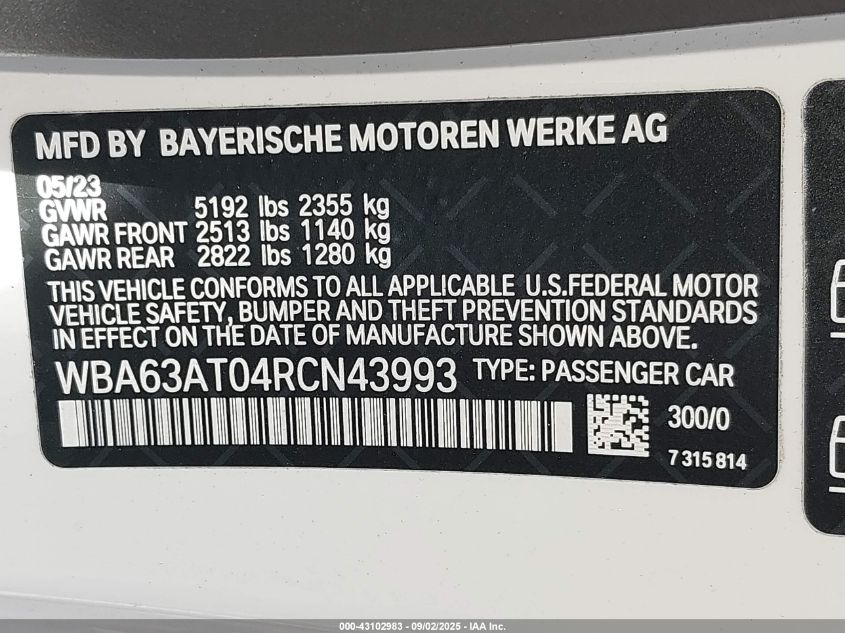 MFD BY BAYERISCHE MOTOREN WERKE AG
05/23
GVWR 5192 lbs 2355 kg
GAWR FRONT 2513 lbs 1140 kg
GAWR REAR 2822 lbs 1280 kg
THIS VEHICLE CONFORMS TO ALL APPLICABLE U.S.FEDERAL MOTOR
VEHICLE SAFETY, BUMPER AND THEFT PREVENTION STANDARDS
IN EFFECT ON THE DATE OF MANUFACTURE SHOWN ABOVE.
WBA63AT04RCN43993 TYPE: PASSENGER CAR
300/0
7 315 814
000-43102983 - 09/02/2025 - IAA Inc.